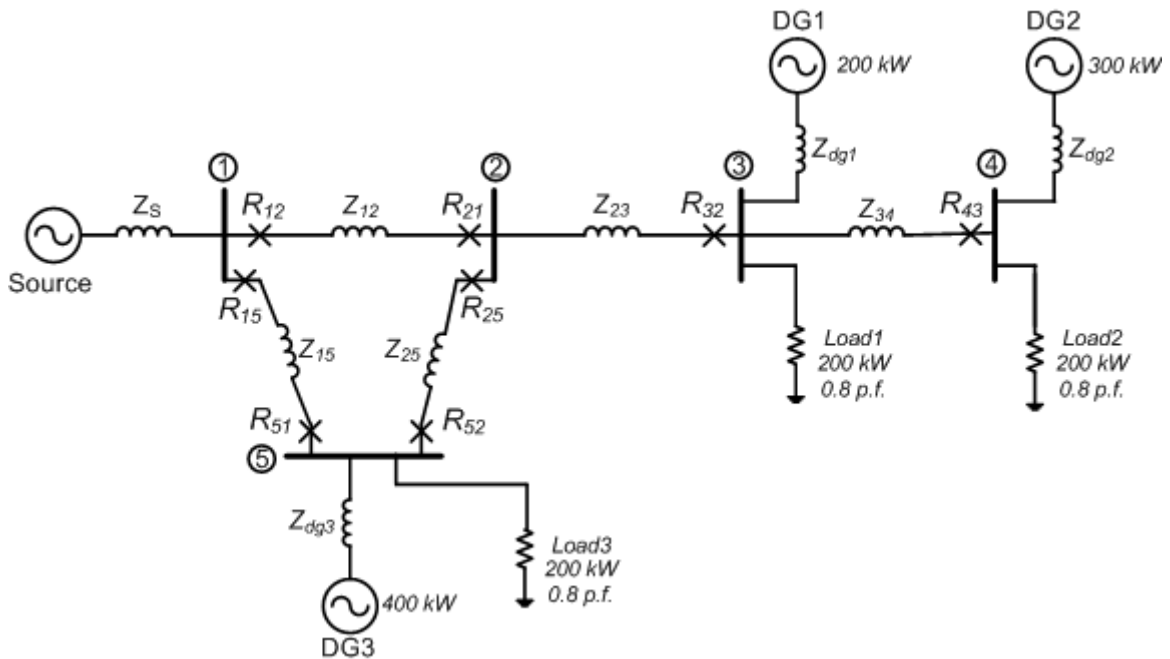 DG1
DG2
200 kW
300 kW
Z_dg1
Z_dg2
1
2
3
4
Z_S
R_12
Z_12
R_21
Z_23
R_32
Z_34
R_43
Source
R_15
R_25
Z_15
Z_25
Load1
200 kW
0.8 p.f.
Load2
200 kW
0.8 p.f.
R_51
R_52
5
Z_dg3
Load3
200 kW
0.8 p.f.
400 kW
DG3